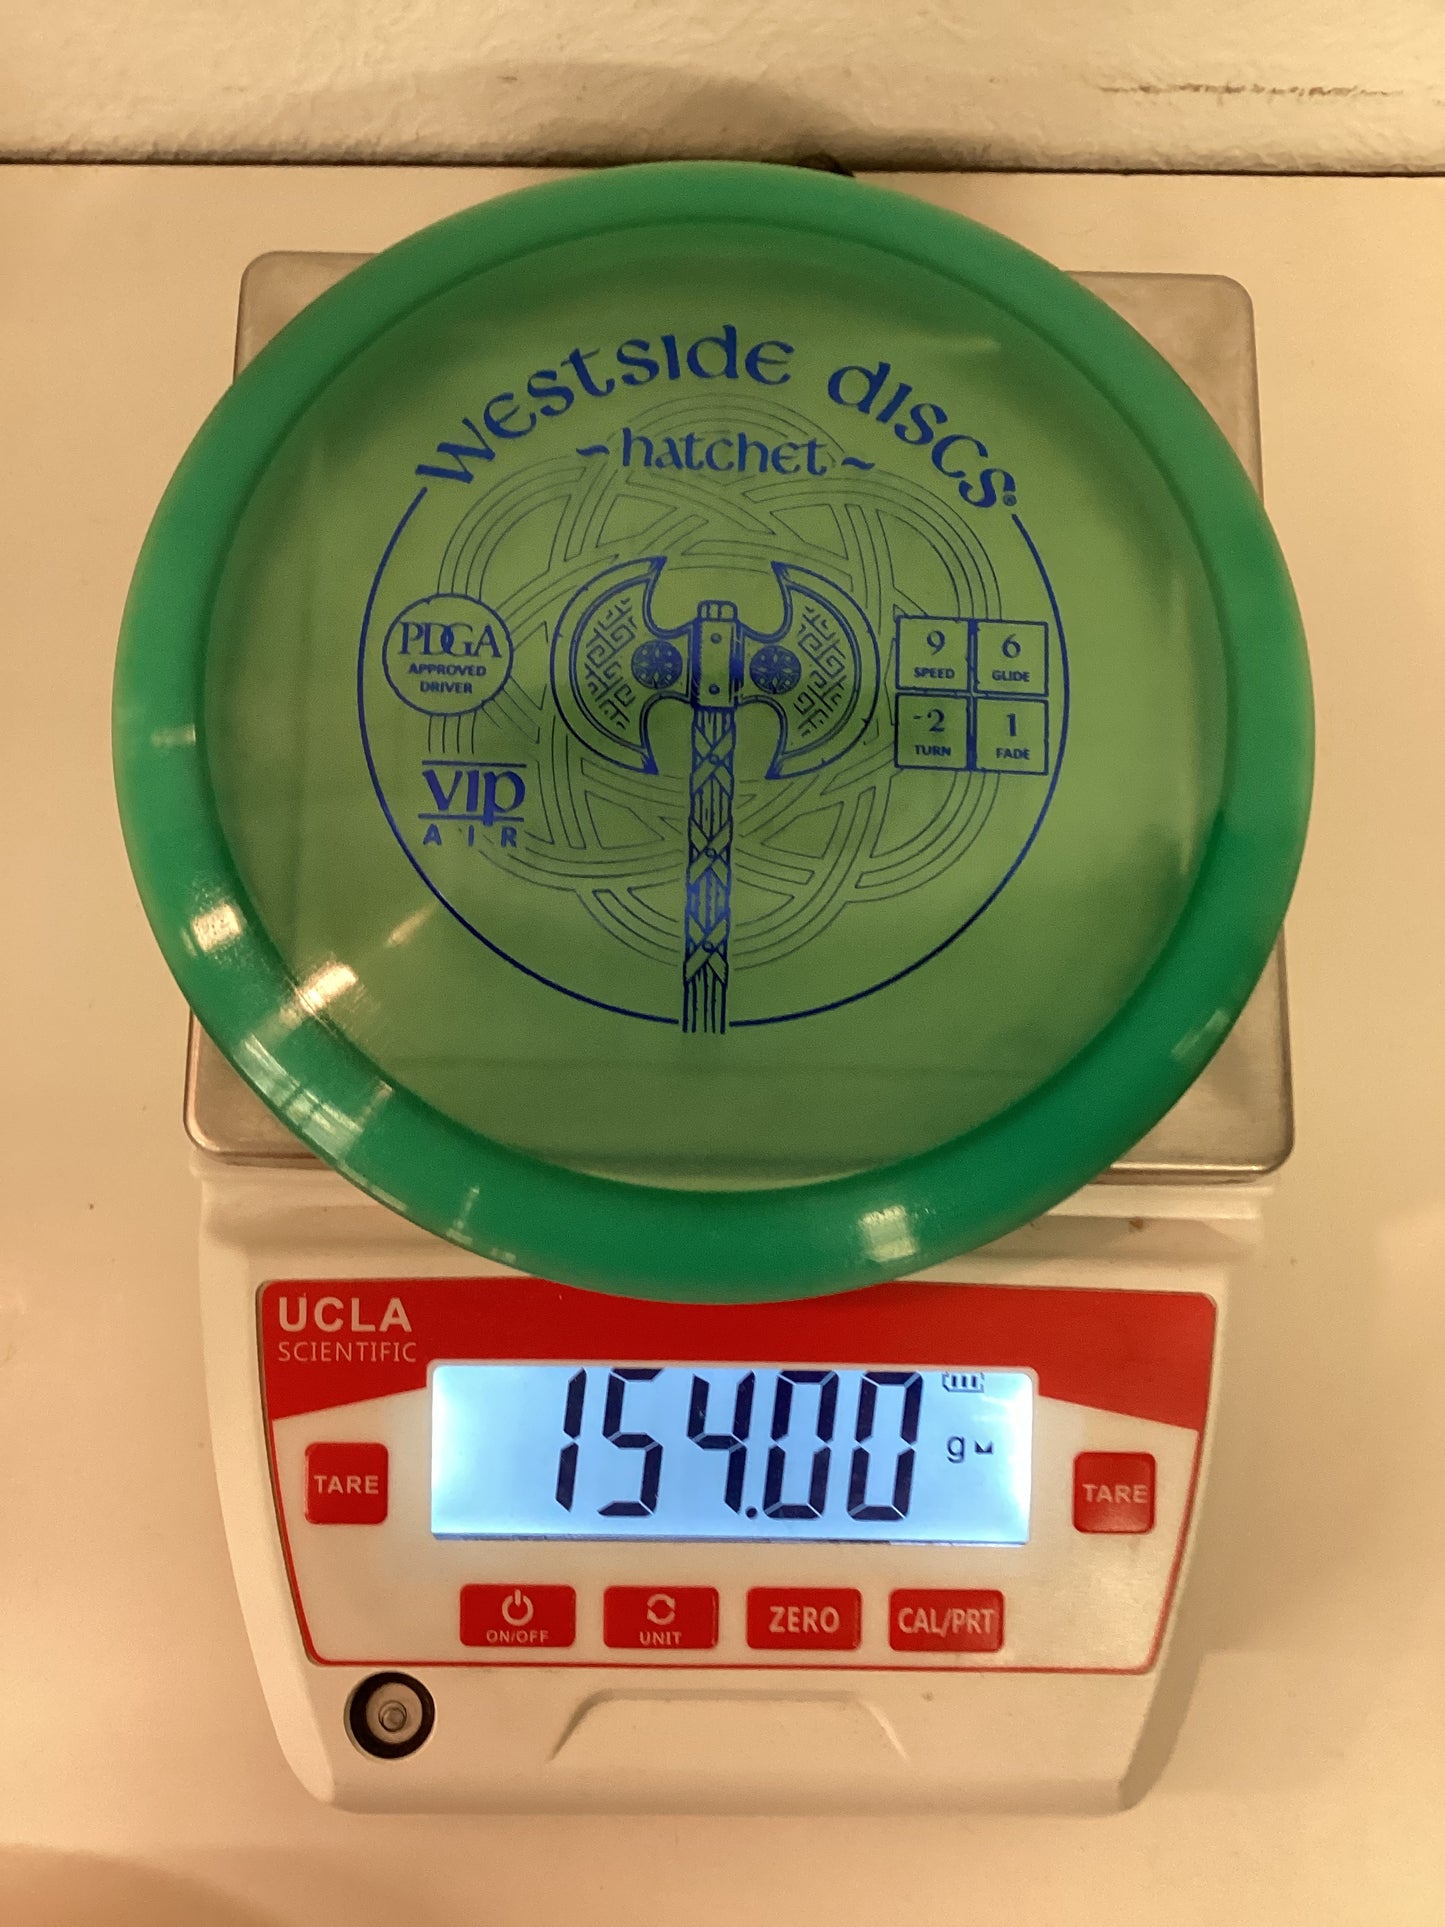 westside discs®
~hatchet~
PDGA
APPROVED
DRIVER
9
SPEED
6
GLIDE
-2
TURN
1
FADE
VIP
AIR
UCLA
SCIENTIFIC
154.00 g
TARE
TARE
ON/OFF
UNIT
ZERO
CAL/PRT